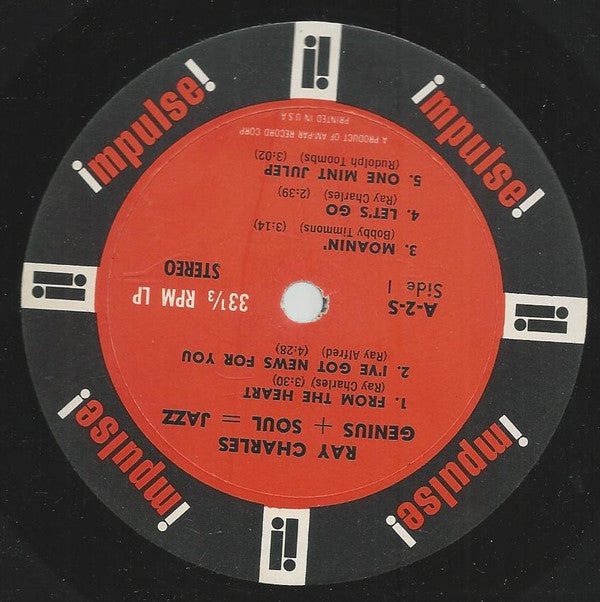 RAY CHARLES
GENIUS + SOUL = JAZZ
1. FROM THE HEART
(Ray Charles) (3:30)
2. I'VE GOT NEWS FOR YOU
(Ray Alfred) (4:28)
A-2-S
Side 1
33 1/3 RPM LP
STEREO
3. MOANIN'
(Bobby Timmons) (3:14)
4. LET'S GO
(Ray Charles) (2:39)
5. ONE MINT JULEP
(Rudolph Toombs) (3:02)
A PRODUCT OF AM-PAR RECORD CORP
PRINTED IN U.S.A
impulse!
impulse!
impulse!
impulse!
i!
i!
i!
i!